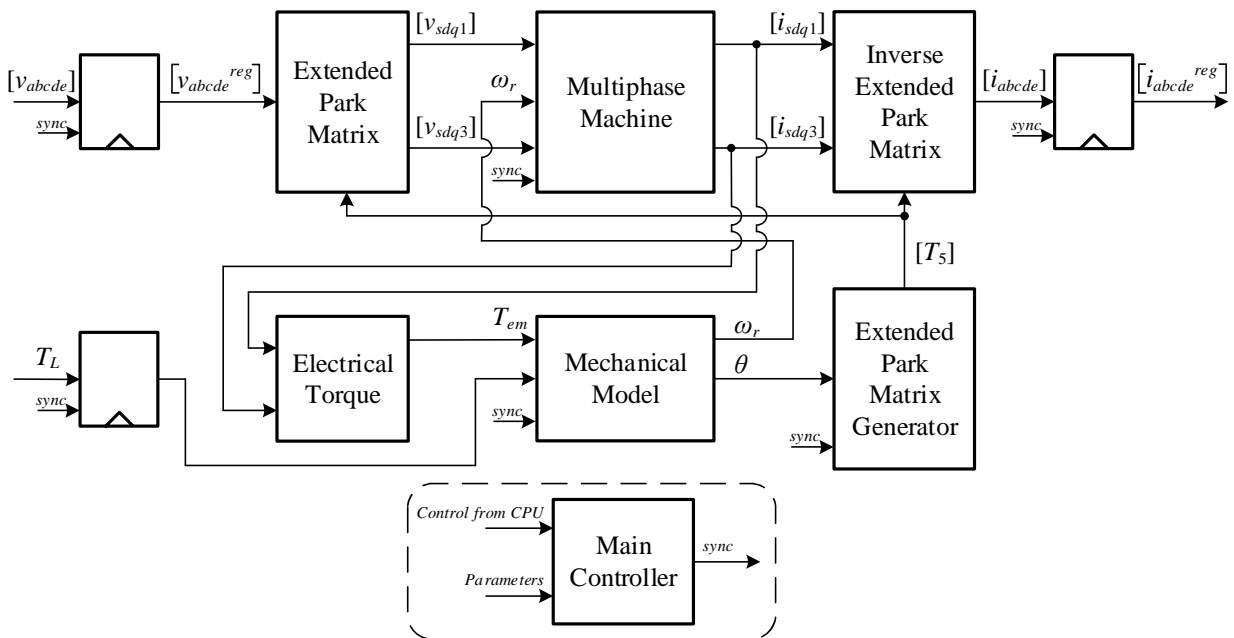 [v_abcde]
sync
[v_abcde^reg]
Extended
Park
Matrix
[v_sdq1]
ω_r
[v_sdq3]
sync
Multiphase
Machine
[i_sdq1]
[i_sdq3]
Inverse
Extended
Park
Matrix
[i_abcde]
sync
[i_abcde^reg]
[T_5]
T_L
sync
Electrical
Torque
T_em
sync
Mechanical
Model
ω_r
θ
sync
Extended
Park
Matrix
Generator
Control from CPU
Parameters
Main
Controller
sync